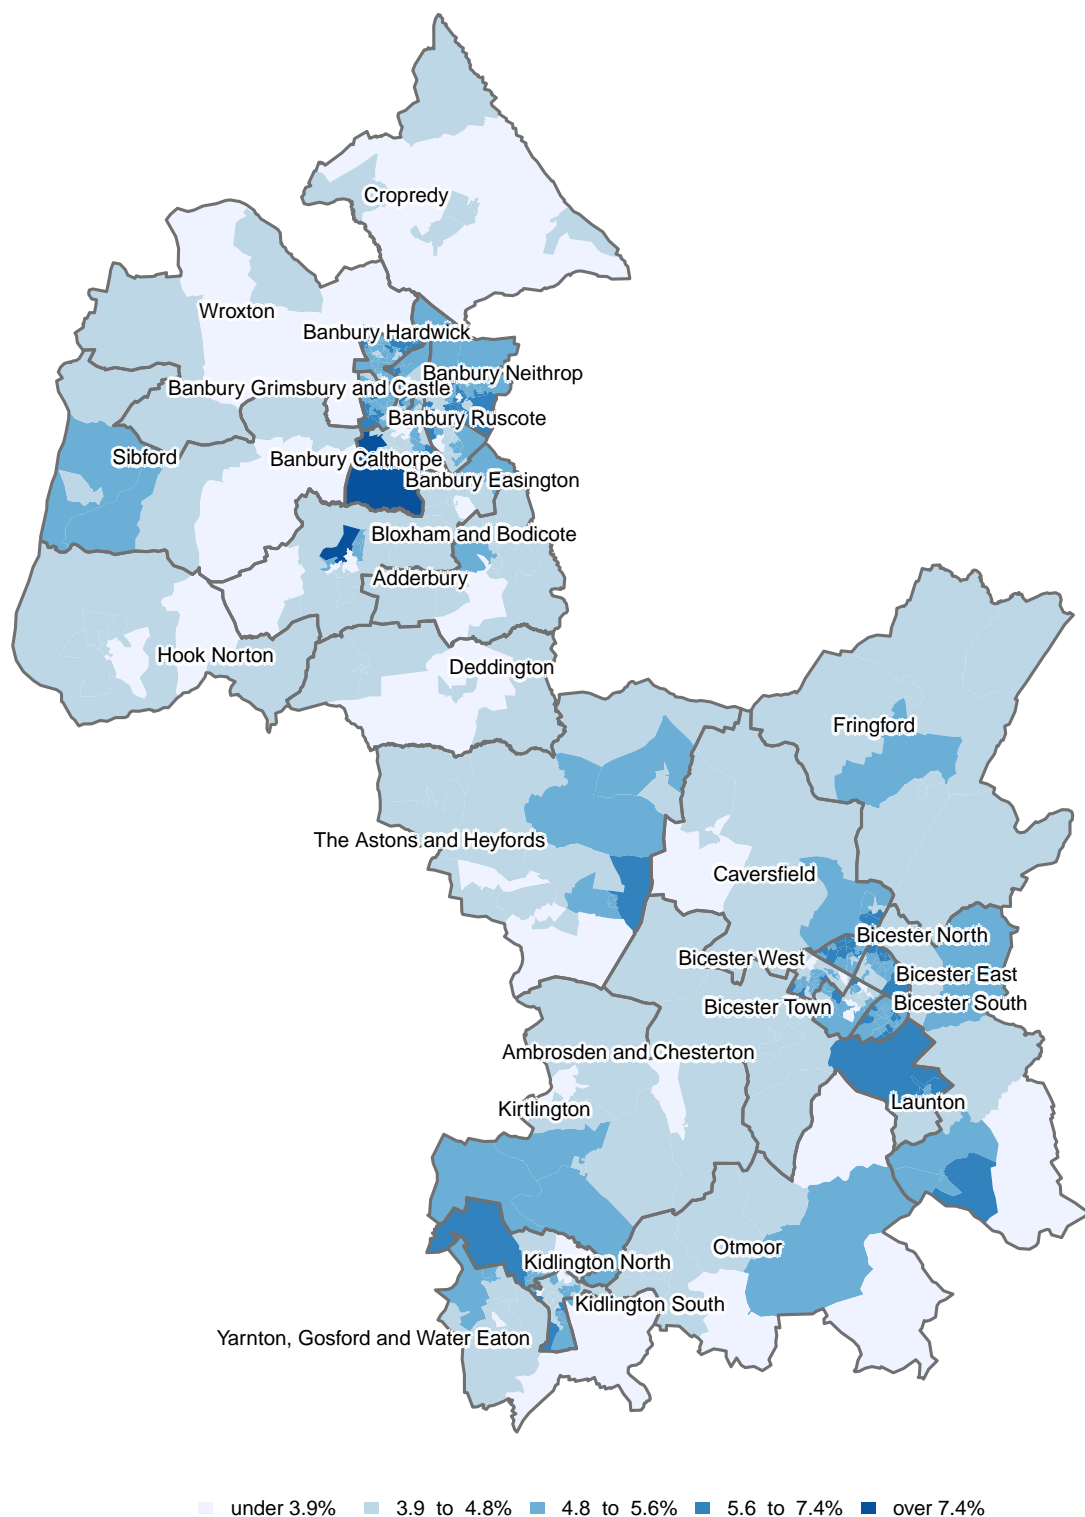 Cropredy
Wroxton
Banbury Hardwick
Banbury Neithrop
Banbury Grimsbury and Castle
Banbury Ruscote
Sibford
Banbury Calthorpe
Banbury Easington
Bloxham and Bodicote
Adderbury
Hook Norton
Deddington
Fringford
The Astons and Heyfords
Caversfield
Bicester North
Bicester West
Bicester East
Bicester Town
Bicester South
Ambrosden and Chesterton
Launton
Kirtlington
Otmoor
Kidlington North
Kidlington South
Yarnton, Gosford and Water Eaton
under 3.9% 3.9 to 4.8% 4.8 to 5.6% 5.6 to 7.4% over 7.4%